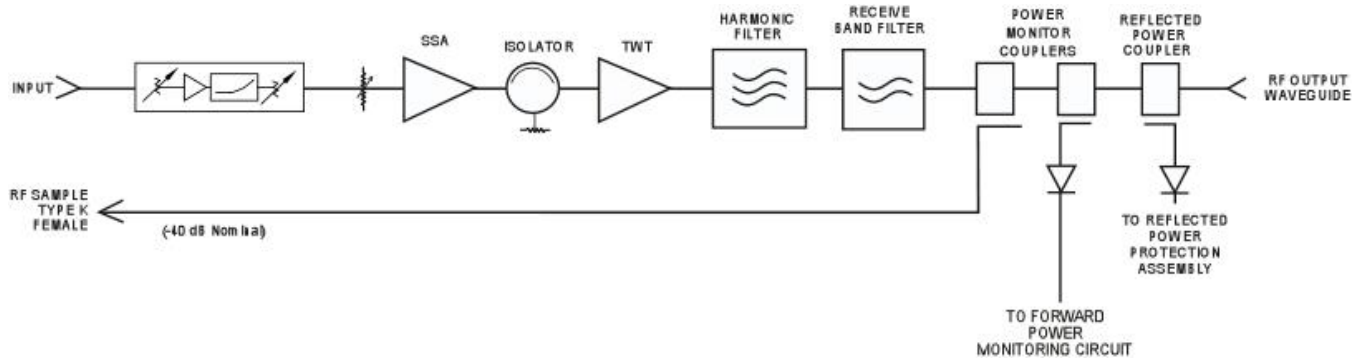 INPUT
SSA
ISOLATOR
TWT
HARMONIC
FILTER
RECEIVE
BAND FILTER
POWER
MONITOR
COUPLERS
REFLECTED
POWER
COUPLER
RF OUTPUT
WAVEGUIDE
RF SAMPLE
TYPE K
FEMALE
(-40 dB Nominal)
TO REFLECTED
POWER
PROTECTION
ASSEMBLY
TO FORWARD
POWER
MONITORING CIRCUIT